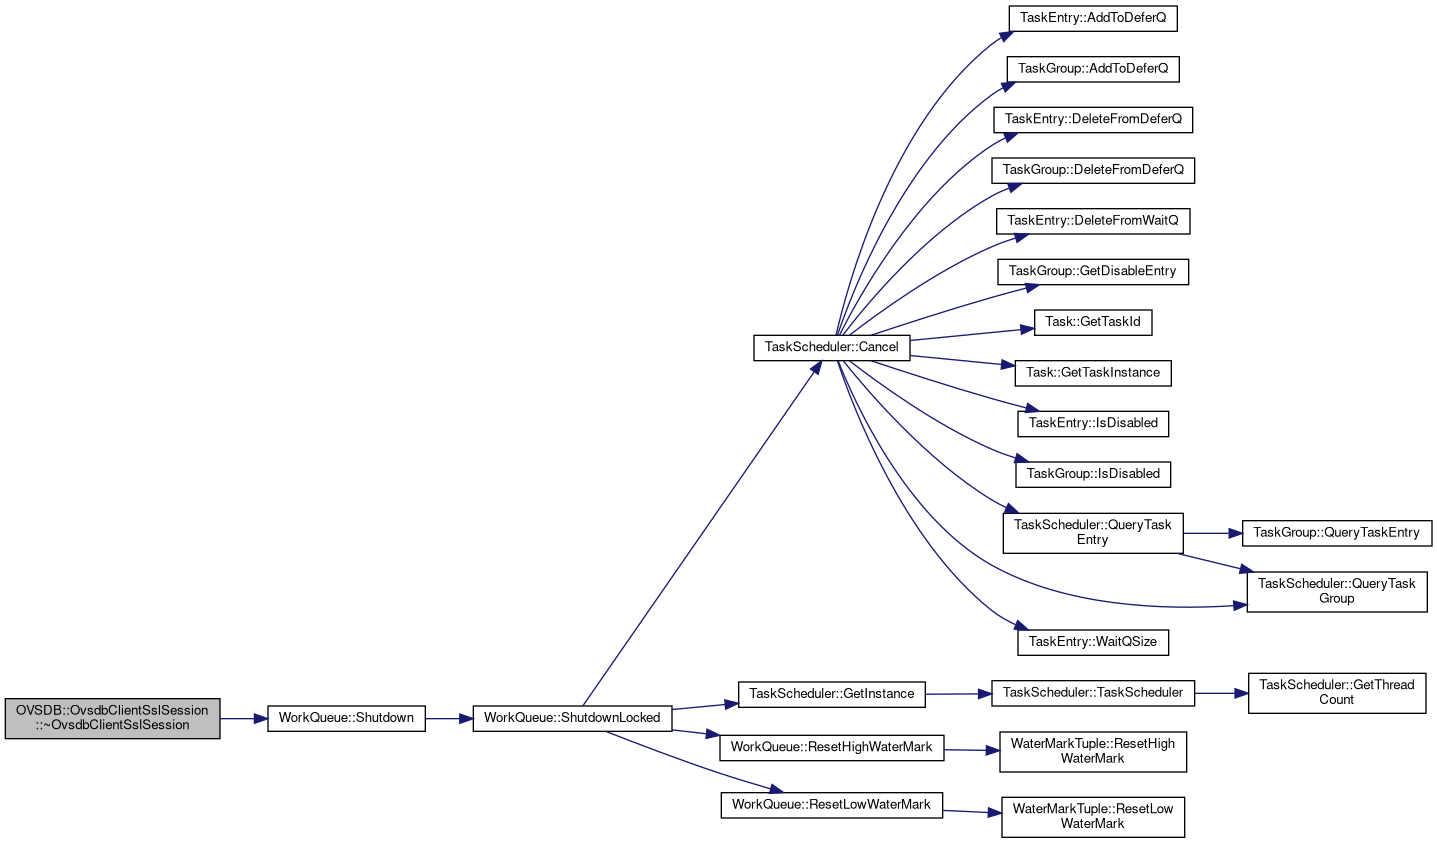 TaskEntry::AddToDeferQ
TaskGroup::AddToDeferQ
TaskEntry::DeleteFromDeferQ
TaskGroup::DeleteFromDeferQ
TaskEntry::DeleteFromWaitQ
TaskGroup::GetDisableEntry
Task::GetTaskId
TaskScheduler::Cancel
Task::GetTaskInstance
TaskEntry::IsDisabled
TaskGroup::IsDisabled
TaskScheduler::QueryTask
Entry
TaskGroup::QueryTaskEntry
TaskScheduler::QueryTask
Group
TaskEntry::WaitQSize
OVSDB::OvsdbClientSslSession
::~OvsdbClientSslSession
WorkQueue::Shutdown
WorkQueue::ShutdownLocked
TaskScheduler::GetInstance
TaskScheduler::TaskScheduler
TaskScheduler::GetThread
Count
WorkQueue::ResetHighWaterMark
WaterMarkTuple::ResetHigh
WaterMark
WorkQueue::ResetLowWaterMark
WaterMarkTuple::ResetLow
WaterMark